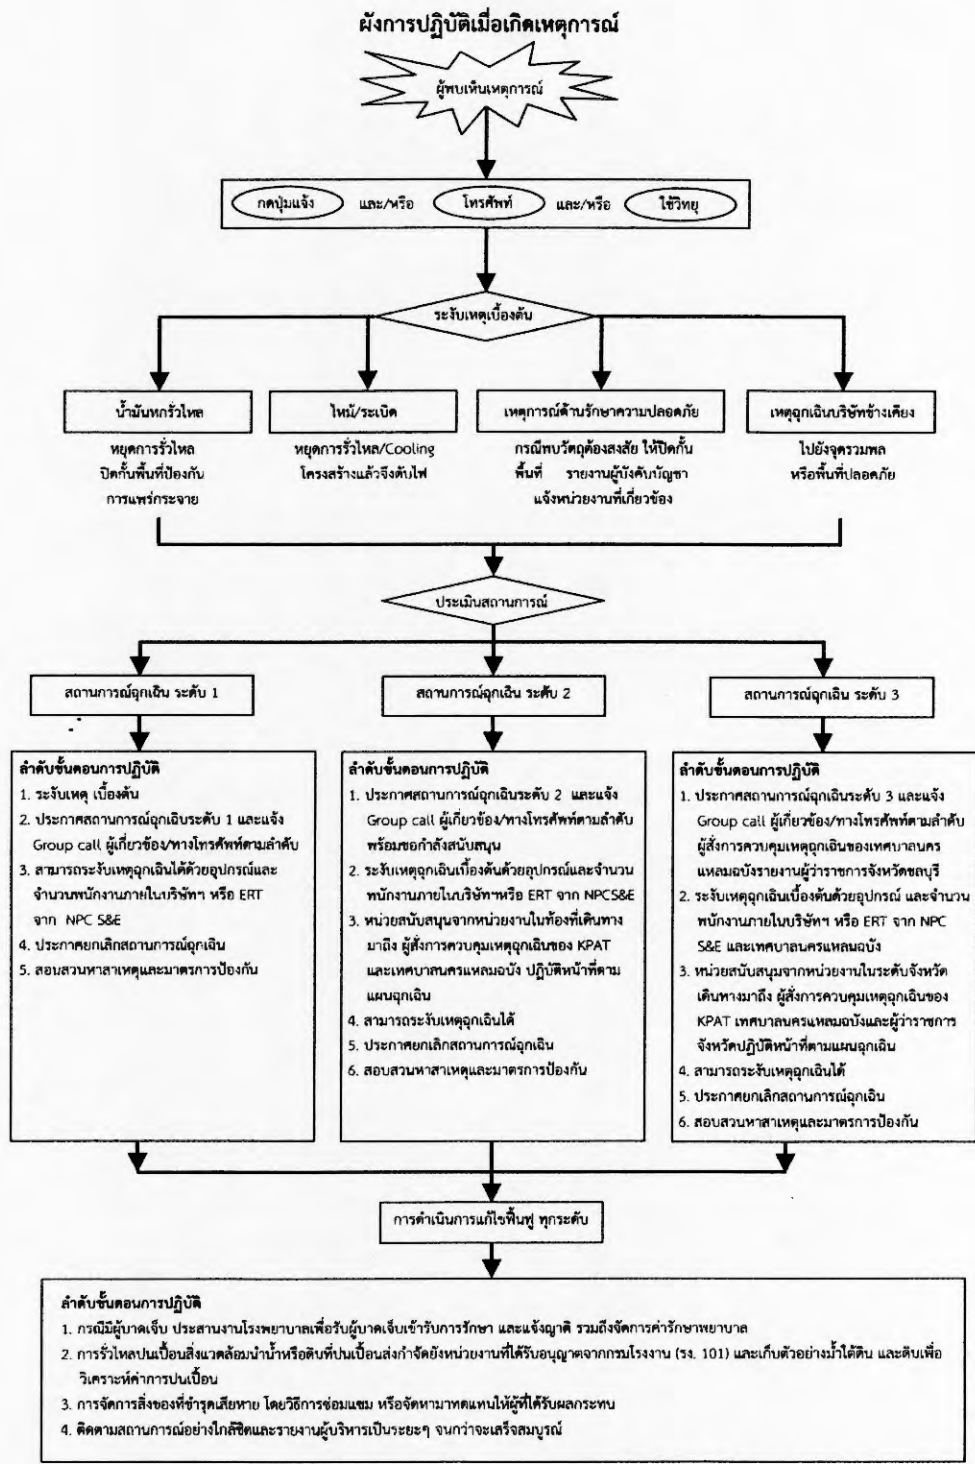 ผังการปฏิบัติเมื่อเกิดเหตุการณ์
ผู้พบเห็นเหตุการณ์
กดปุ่มแจ้ง และ/หรือ โทรศัพท์ และ/หรือ ใช้วิทยุ
ระงับเหตุเบื้องต้น
น้ำมันหกรั่วไหล
หยุดการรั่วไหล
ปิดกั้นพื้นที่ป้องกัน
การแพร่กระจาย
ไหม้/ระเบิด
หยุดการรั่วไหล/Cooling
โครงสร้างแล้วจึงดับไฟ
เหตุการณ์ด้านรักษาความปลอดภัย
กรณีพบวัตถุต้องสงสัย ให้ปิดกั้น
พื้นที่ รายงานผู้บังคับบัญชา
แจ้งหน่วยงานที่เกี่ยวข้อง
เหตุฉุกเฉินบริษัทข้างเคียง
ไปยังจุดรวมพล
หรือพื้นที่ปลอดภัย
ประเมินสถานการณ์
สถานการณ์ฉุกเฉิน ระดับ 1
ลำดับขั้นตอนการปฏิบัติ
1. ระงับเหตุ เบื้องต้น
2. ประกาศสถานการณ์ฉุกเฉินระดับ 1 และแจ้ง
Group call ผู้เกี่ยวข้อง/ทางโทรศัพท์ตามลำดับ
3. สามารถระงับเหตุฉุกเฉินได้ด้วยอุปกรณ์และ
จำนวนพนักงานภายในบริษัทฯ หรือ ERT
จาก NPC S&E
4. ประกาศยกเลิกสถานการณ์ฉุกเฉิน
5. สอบสวนหาสาเหตุและมาตรการป้องกัน
สถานการณ์ฉุกเฉิน ระดับ 2
ลำดับขั้นตอนการปฏิบัติ
1. ประกาศสถานการณ์ฉุกเฉินระดับ 2 และแจ้ง
Group call ผู้เกี่ยวข้อง/ทางโทรศัพท์ตามลำดับ
พร้อมขอกำลังสนับสนุน
2. ระงับเหตุฉุกเฉินเบื้องต้นด้วยอุปกรณ์และจำนวน
พนักงานภายในบริษัทฯหรือ ERT จาก NPCS&E
3. หน่วยสนับสนุนจากหน่วยงานในท้องที่เดินทาง
มาถึง ผู้สั่งการควบคุมเหตุฉุกเฉินของ KPAT
และเทศบาลนครแหลมฉบัง ปฏิบัติหน้าที่ตาม
แผนฉุกเฉิน
4. สามารถระงับเหตุฉุกเฉินได้
5. ประกาศยกเลิกสถานการณ์ฉุกเฉิน
6. สอบสวนหาสาเหตุและมาตรการป้องกัน
สถานการณ์ฉุกเฉิน ระดับ 3
ลำดับขั้นตอนการปฏิบัติ
1. ประกาศสถานการณ์ฉุกเฉินระดับ 3 และแจ้ง
Group call ผู้เกี่ยวข้อง/ทางโทรศัพท์ตามลำดับ
ผู้สั่งการควบคุมเหตุฉุกเฉินของเทศบาลนคร
แหลมฉบังรายงานผู้ว่าราชการจังหวัดชลบุรี
2. ระงับเหตุฉุกเฉินเบื้องต้นด้วยอุปกรณ์ และจำนวน
พนักงานภายในบริษัทฯ หรือ ERT จาก NPC
S&E และเทศบาลนครแหลนฉบัง
3. หน่วยสนับสนุนจากหน่วยงานในระดับจังหวัด
เดินทางมาถึง ผู้สั่งการควบคุมเหตุฉุกเฉินของ
KPAT เทศบาลนครแหลมฉบังและผู้ว่าราชการ
จังหวัดปฏิบัติหน้าที่ตามแผนฉุกเฉิน
4. สามารถระงับเหตุฉุกเฉินได้
5. ประกาศยกเลิกสถานการณ์ฉุกเฉิน
6. สอบสวนหาสาเหตุและมาตรการป้องกัน
การดำเนินการแก้ไขฟื้นฟู ทุกระดับ
ลำดับขั้นตอนการปฏิบัติ
1. กรณีมีผู้บาดเจ็บ ประสานงานโรงพยาบาลเพื่อรับผู้บาดเจ็บเข้ารับการรักษา และแจ้งญาติ รวมถึงจัดการค่ารักษาพยาบาล
2. การรั่วไหลปนเปื้อนสิ่งแวดล้อมนำน้ำหรือดินที่ปนเปื้อนส่งกำจัดยังหน่วยงานที่ได้รับอนุญาตจากกรมโรงงาน (รง. 101) และเก็บตัวอย่างน้ำใต้ดิน และดินเพื่อ
วิเคราะห์ค่าการปนเปื้อน
3. การจัดการสิ่งของที่ชำรุดเสียหาย โดยวิธีการซ่อมแซม หรือจัดหามาทดแทนให้ผู้ที่ได้รับผลกระทบ
4. ติดตามสถานการณ์อย่างใกล้ชิดและรายงานผู้บริหารเป็นระยะๆ จนกว่าจะเสร็จสมบูรณ์